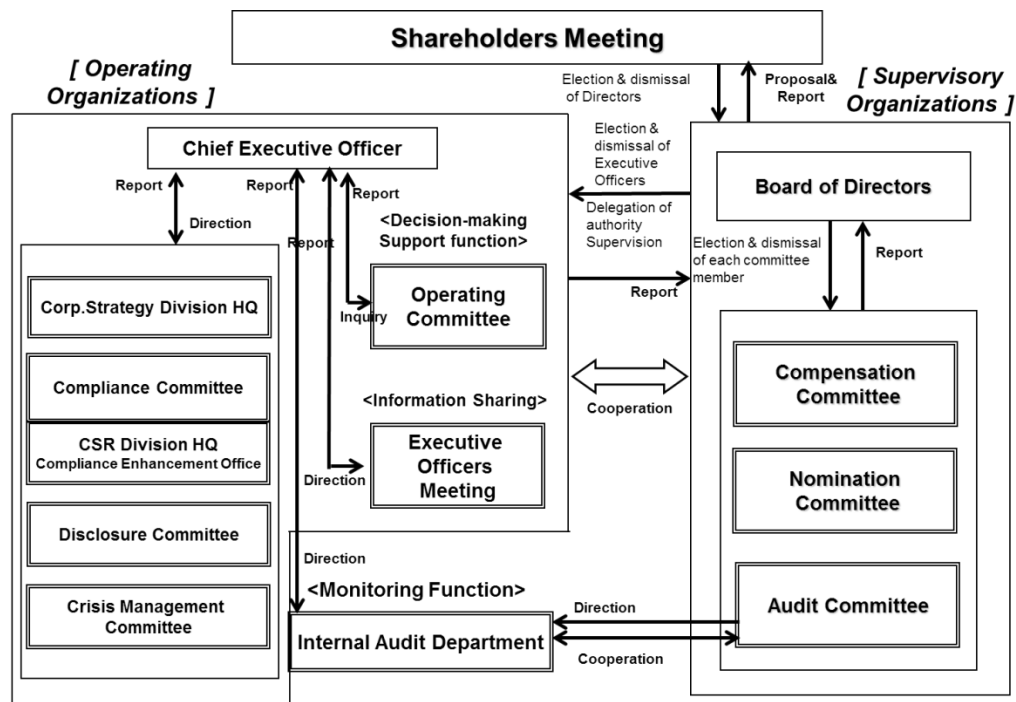 Shareholders Meeting
[ Operating
Organizations ]
Election & dismissal
of Directors
Proposal&
Report
[ Supervisory
Organizations ]
Chief Executive Officer
Report
Direction
Report
Report
Report
<Decision-making
Support function>
Operating
Committee
Inquiry
<Information Sharing>
Executive
Officers
Meeting
Direction
Corp.Strategy Division HQ
Compliance Committee
CSR Division HQ
Compliance Enhancement Office
Disclosure Committee
Crisis Management
Committee
Direction
<Monitoring Function>
Internal Audit Department
Election &
dismissal of
Executive
Officers
Delegation of
authority
Supervision
Report
Cooperation
Direction
Cooperation
Board of Directors
Election & dismissal
of each committee
member
Report
Compensation
Committee
Nomination
Committee
Audit Committee